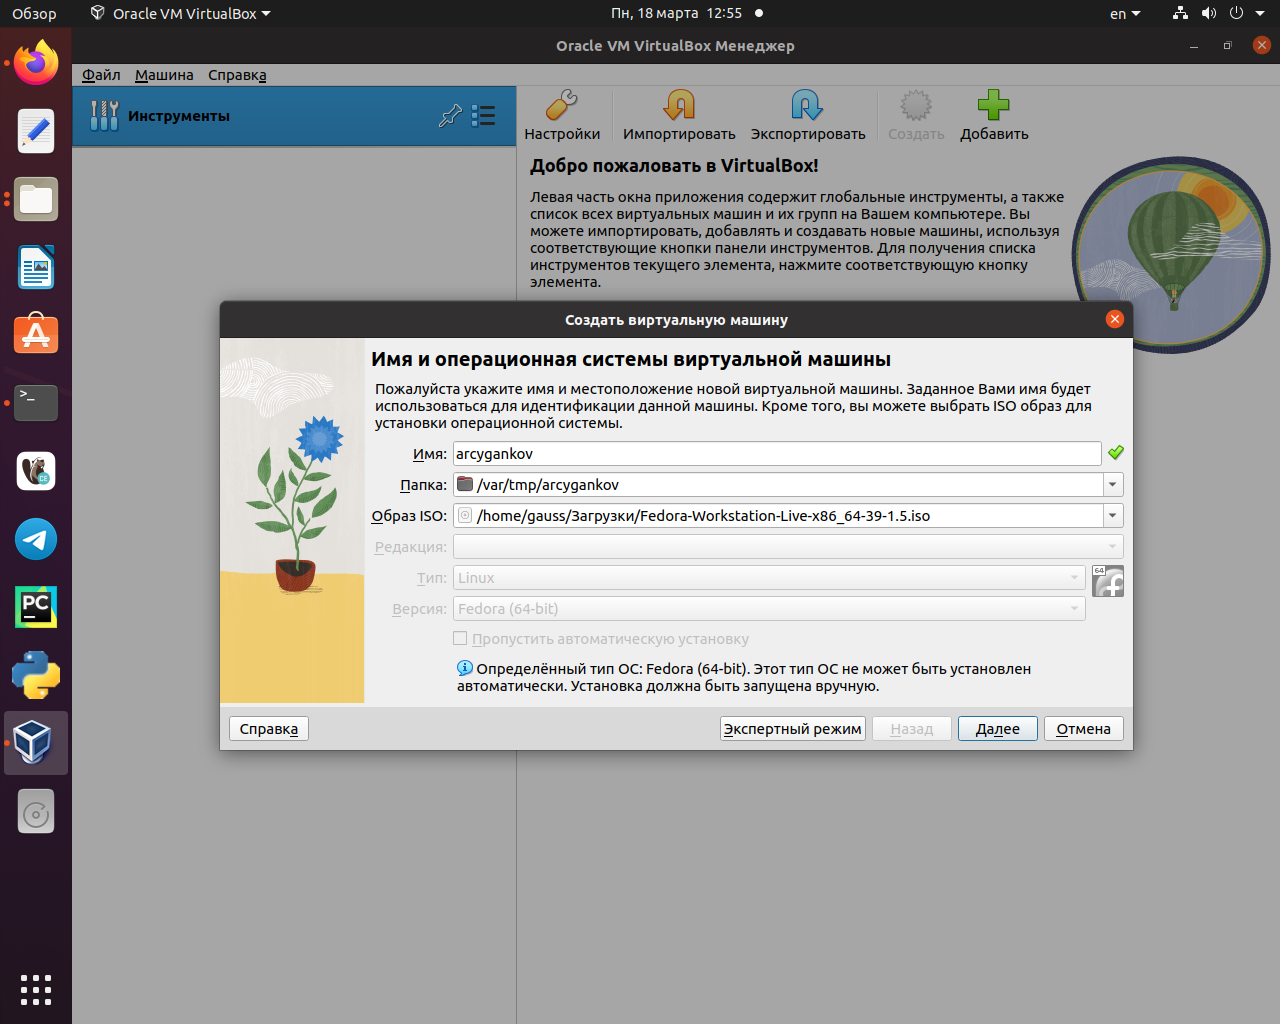 Обзор
Oracle VM VirtualBox
Пн, 18 марта 12:55
en
Oracle VM VirtualBox Менеджер
Файл Машина Справка
Инструменты
Настройки Импортировать Экспортировать Создать Добавить
Добро пожаловать в VirtualBox!
Левая часть окна приложения содержит глобальные инструменты, а также
список всех виртуальных машин и их групп на Вашем компьютере. Вы
можете импортировать, добавлять и создавать новые машины, используя
соответствующие кнопки панели инструментов. Для получения списка
инструментов текущего элемента, нажмите соответствующую кнопку
элемента.
Создать виртуальную машину
Имя и операционная системы виртуальной машины
Пожалуйста укажите имя и местоположение новой виртуальной машины. Заданное Вами имя будет
использоваться для идентификации данной машины. Кроме того, вы можете выбрать ISO образ для
установки операционной системы.
Имя: arcygankov
Папка: /var/tmp/arcygankov
Образ ISO: /home/gauss/Загрузки/Fedora-Workstation-Live-x86_64-39-1.5.iso
Редакция:
Тип: Linux
64
Версия: Fedora (64-bit)
Пропустить автоматическую установку
Определённый тип ОС: Fedora (64-bit). Этот тип ОС не может быть установлен
автоматически. Установка должна быть запущена вручную.
Справка Экспертный режим Назад Далее Отмена
>_
CE
PC